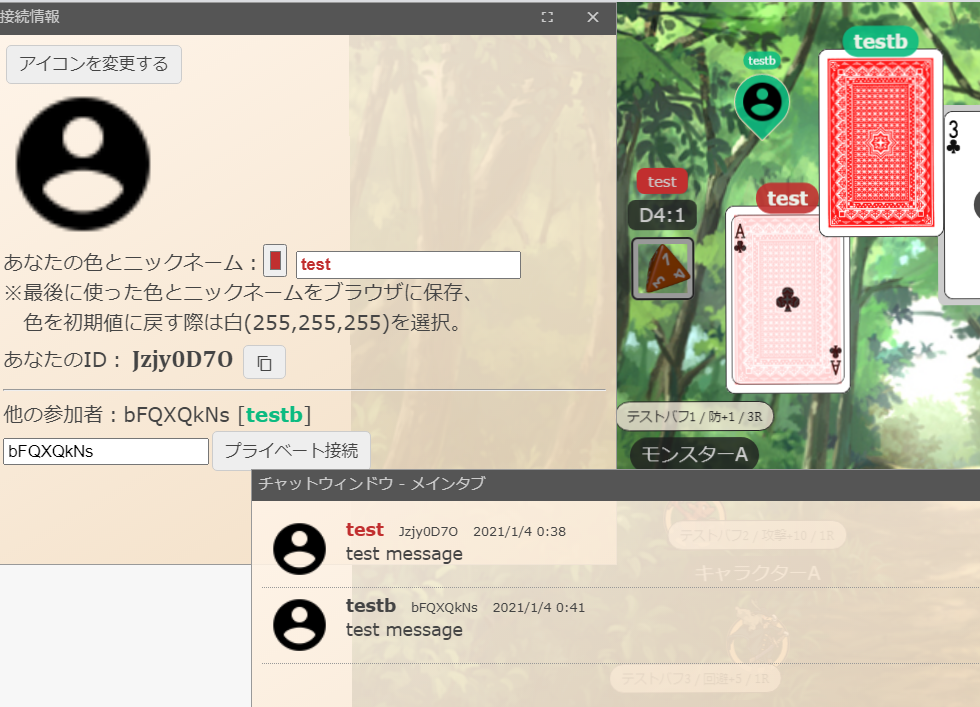 接続情報
アイコンを変更する
あなたの色とニックネーム：
test
※最後に使った色とニックネームをブラウザに保存、
色を初期値に戻す際は白(255,255,255)を選択。
あなたのID： Jzjy0D7O
他の参加者：bFQXQkNs [testb]
bFQXQkNs
プライベート接続
testb
testb
3
test
D4:1
1
4
test
A
A
テストバフ1 / 防+1 / 3R
モンスターA
チャットウィンドウ - メインタブ
test Jzjy0D7O 2021/1/4 0:38
test message
testb bFQXQkNs 2021/1/4 0:41
test message
テストバフ2 / 攻撃+10 / 1R
キャラクターA
テストバフ3 / 回避+5 / 1R